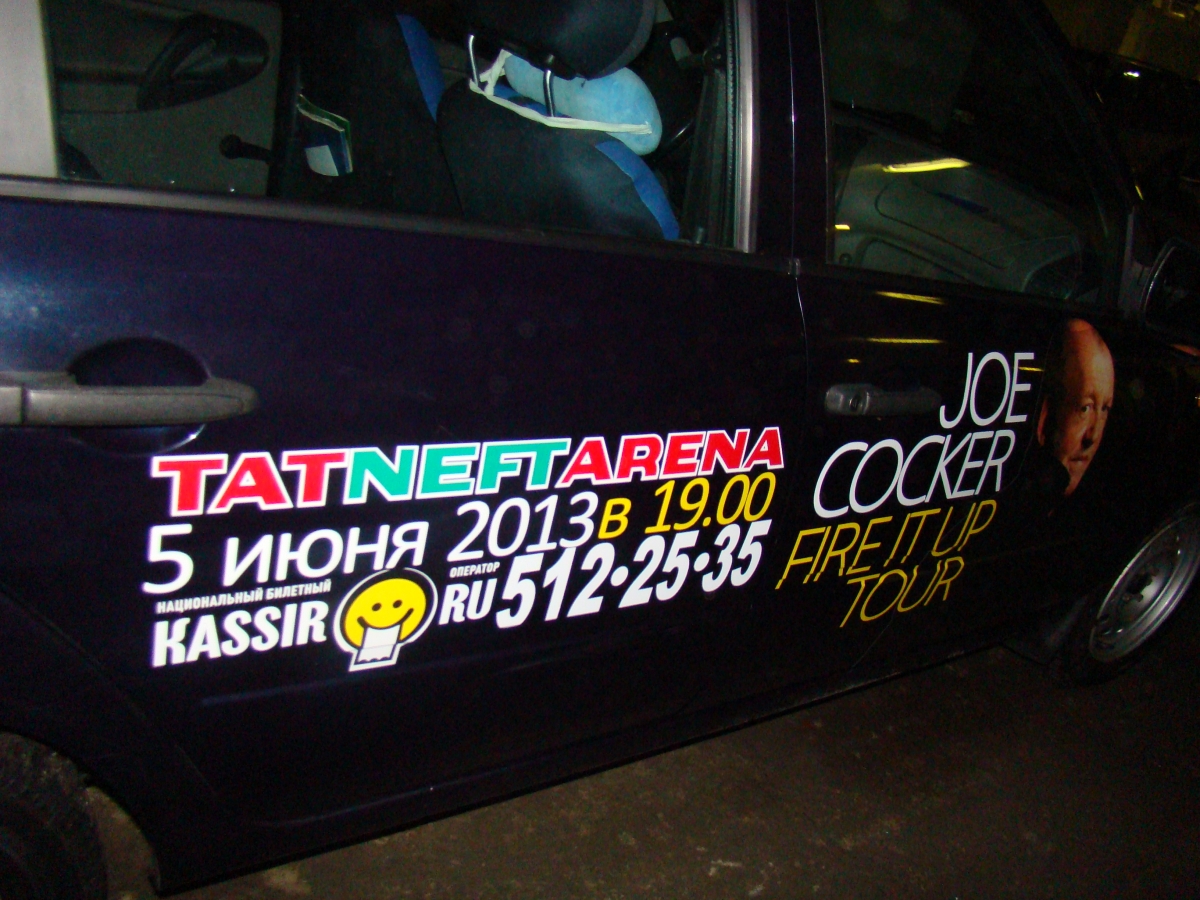 TATNEFTARENA
5 ИЮНЯ 2013 в 19.00
НАЦИОНАЛЬНЫЙ БИЛЕТНЫЙ ОПЕРАТОР
KASSIR RU 512•25•35
JOE
COCKER
FIRE IT UP
TOUR